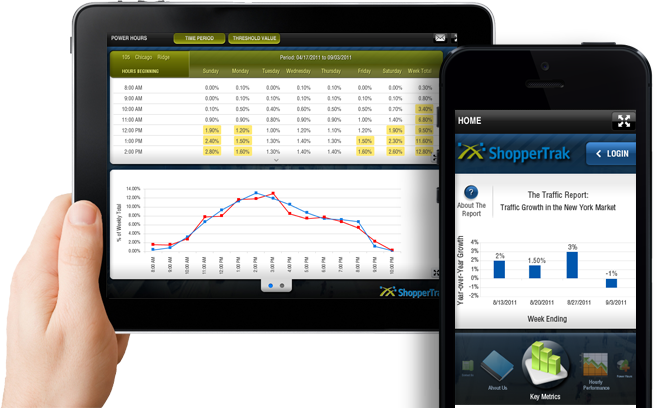 POWER HOURS TIME PERIOD THRESHOLD VALUE
Chicago Ridge Period: 04/17/2011 to 09/03/2011
HOURS BEGINNING Sunday Monday Tuesday Wednesday Thursday Friday Saturday Week Total
8:00 AM 0.00% 0.10% 0.00% 0.10% 0.00% 0.00% 0.00% 0.30%
9:00 AM 0.00% 0.10% 0.10% 0.10% 0.10% 0.10% 0.10% 0.80%
10:00 AM 0.10% 0.50% 0.40% 0.60% 0.50% 0.50% 0.70% 3.40%
11:00 AM 0.90% 0.90% 0.80% 0.90% 0.90% 1.00% 1.40% 6.80%
12:00 PM 1.80% 1.20% 1.00% 1.20% 1.10% 1.20% 1.90% 9.50%
1:00 PM 2.40% 1.50% 1.30% 1.40% 1.30% 1.50% 2.30% 11.60%
2:00 PM 2.80% 1.60% 1.30% 1.40% 1.40% 1.60% 2.60% 12.80%
% of Weekly Total
14.00%
12.00%
10.00%
8.00%
6.00%
4.00%
2.00%
0.00%
8:00 AM 9:00 AM 10:00 AM 11:00 AM 12:00 PM 1:00 PM 2:00 PM 3:00 PM 4:00 PM 5:00 PM 6:00 PM 7:00 PM 8:00 PM 9:00 PM 10:00 PM
ShopperTrak
HOME
ShopperTrak
LOGIN
?
About The
Report
The Traffic Report:
Traffic Growth in the New York Market
Year-over-Year Growth
4%
3%
2%
1%
0%
-1%
-2%
2% 1.50% 3% -1%
8/13/2011 8/20/2011 8/27/2011 9/3/2011
Week Ending
About Us
Key Metrics
Hourly
Performance